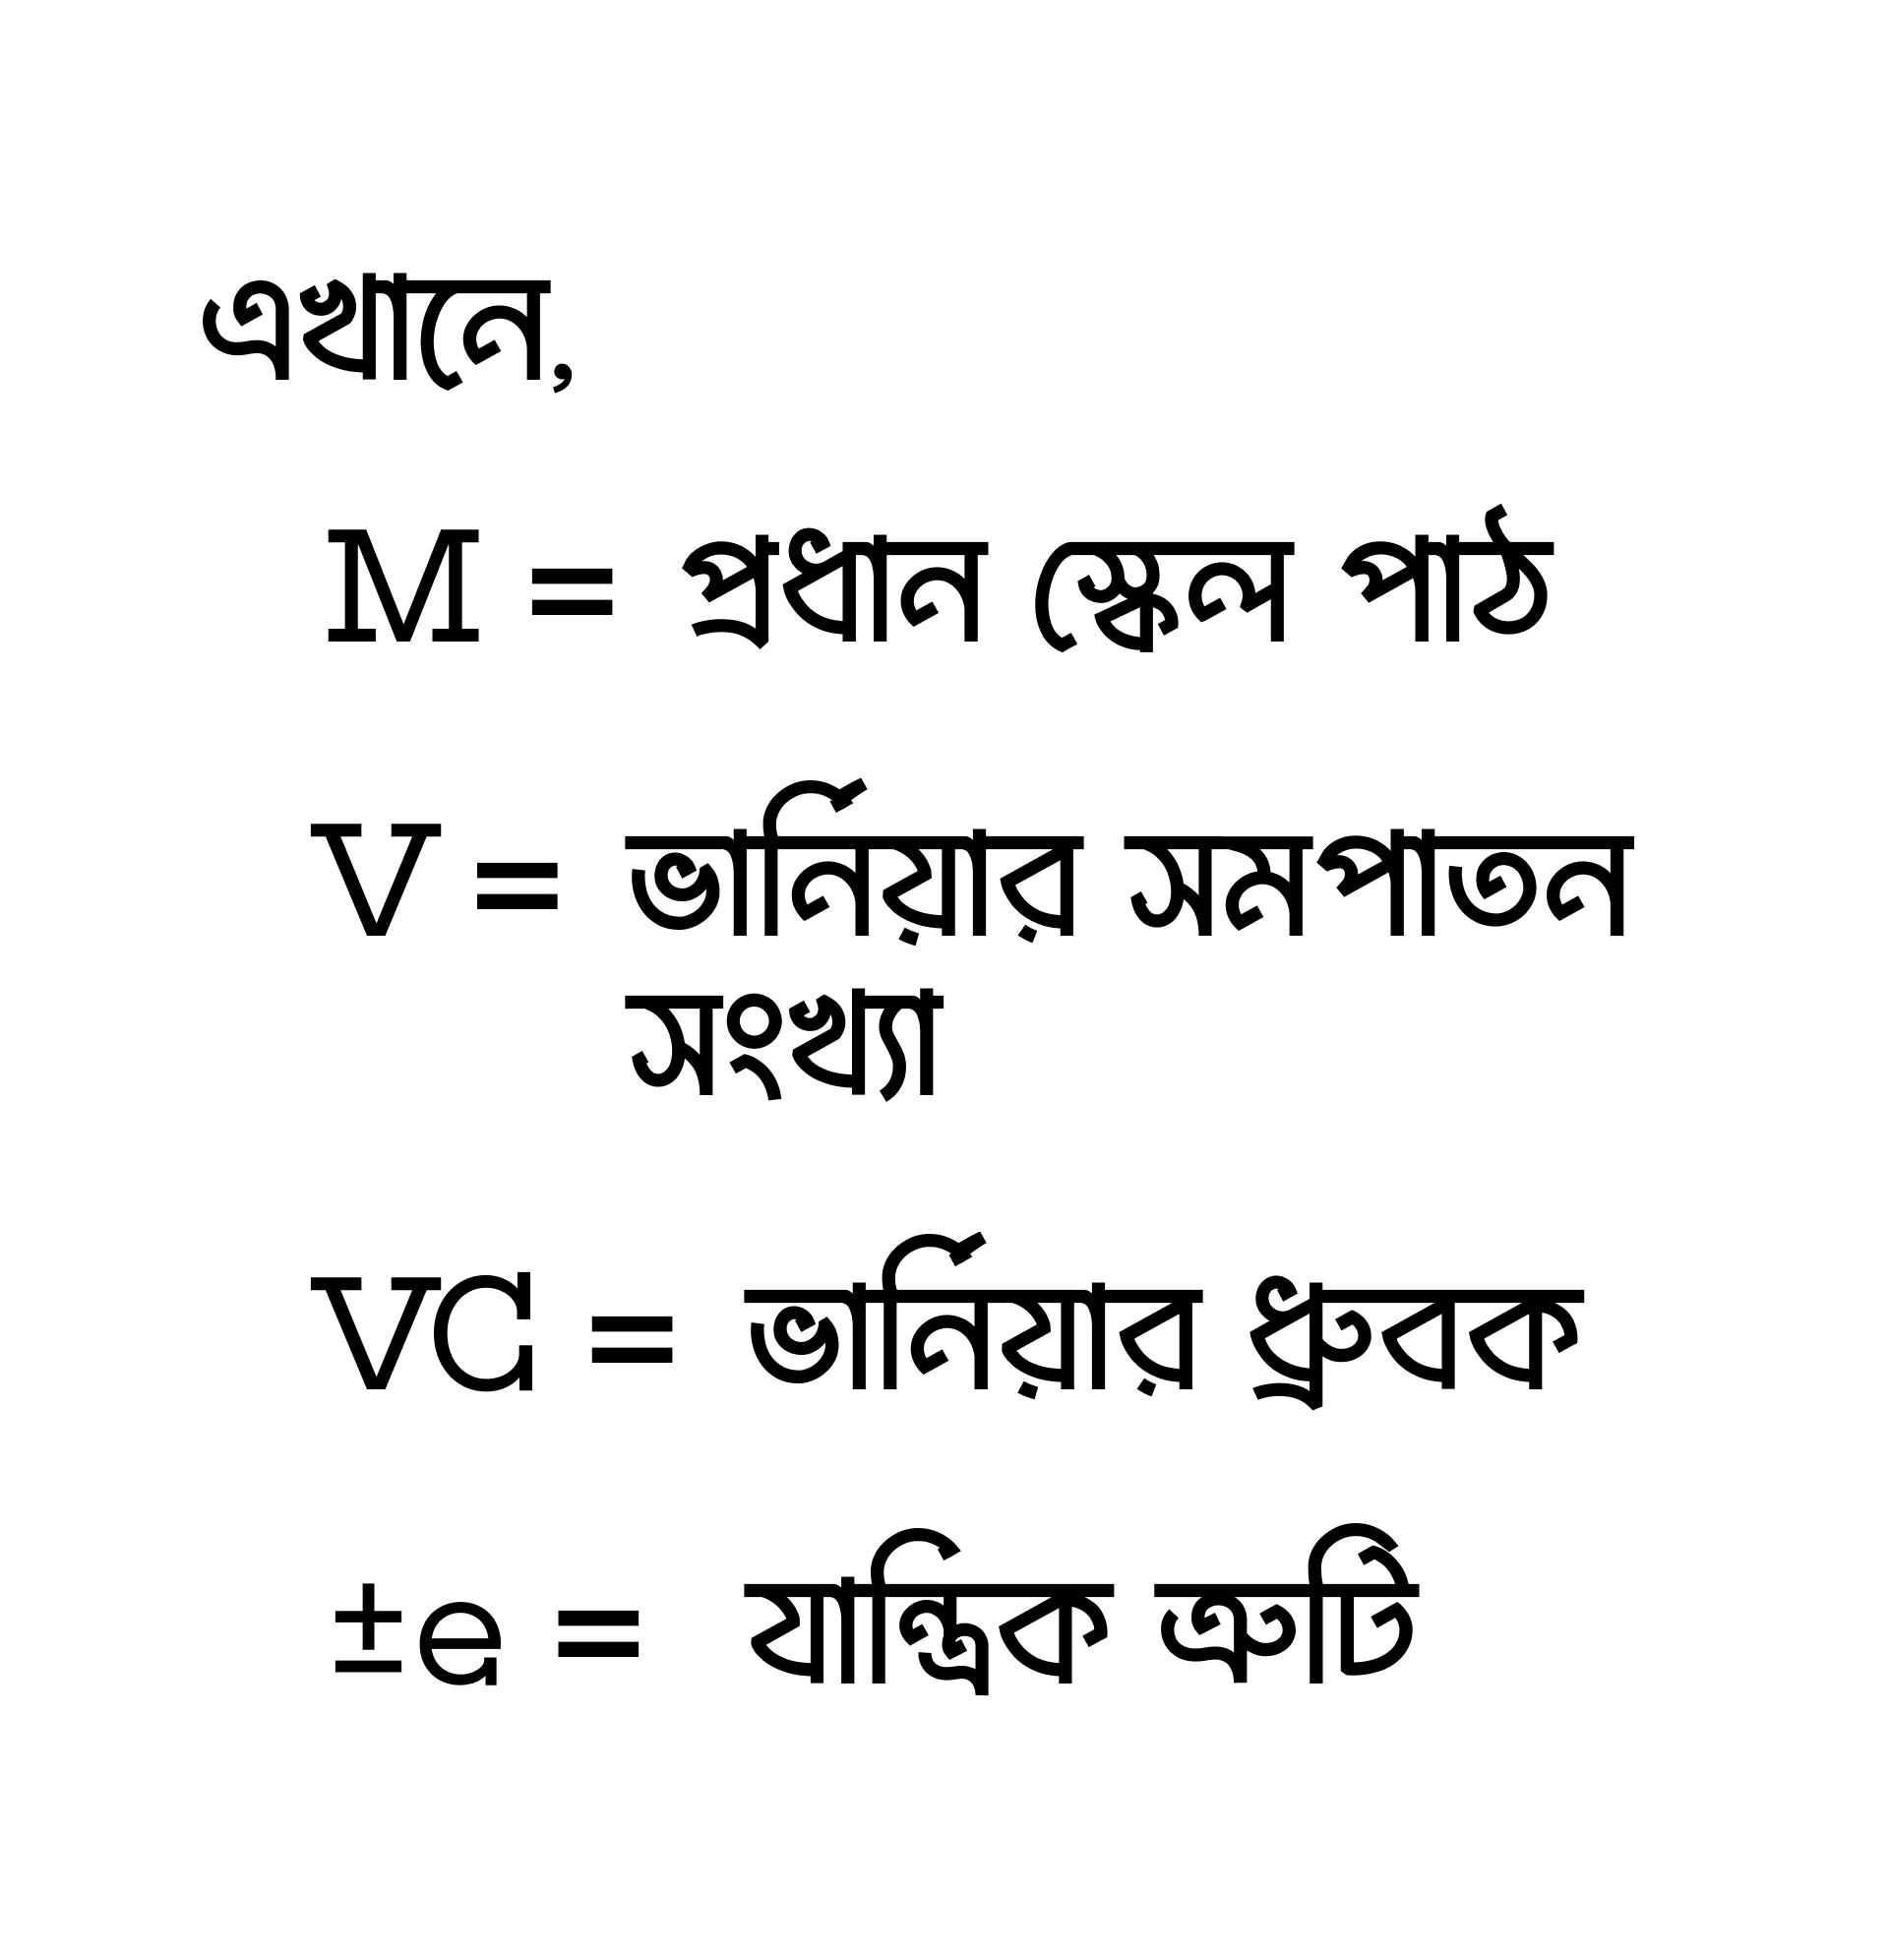 এখানে,
M = প্রধান স্কেল পাঠ
V = ভার্নিয়ার সমপাতন
সংখ্যা
VC = ভার্নিয়ার ধ্রুবক
±e = যান্ত্রিক ত্রুটি